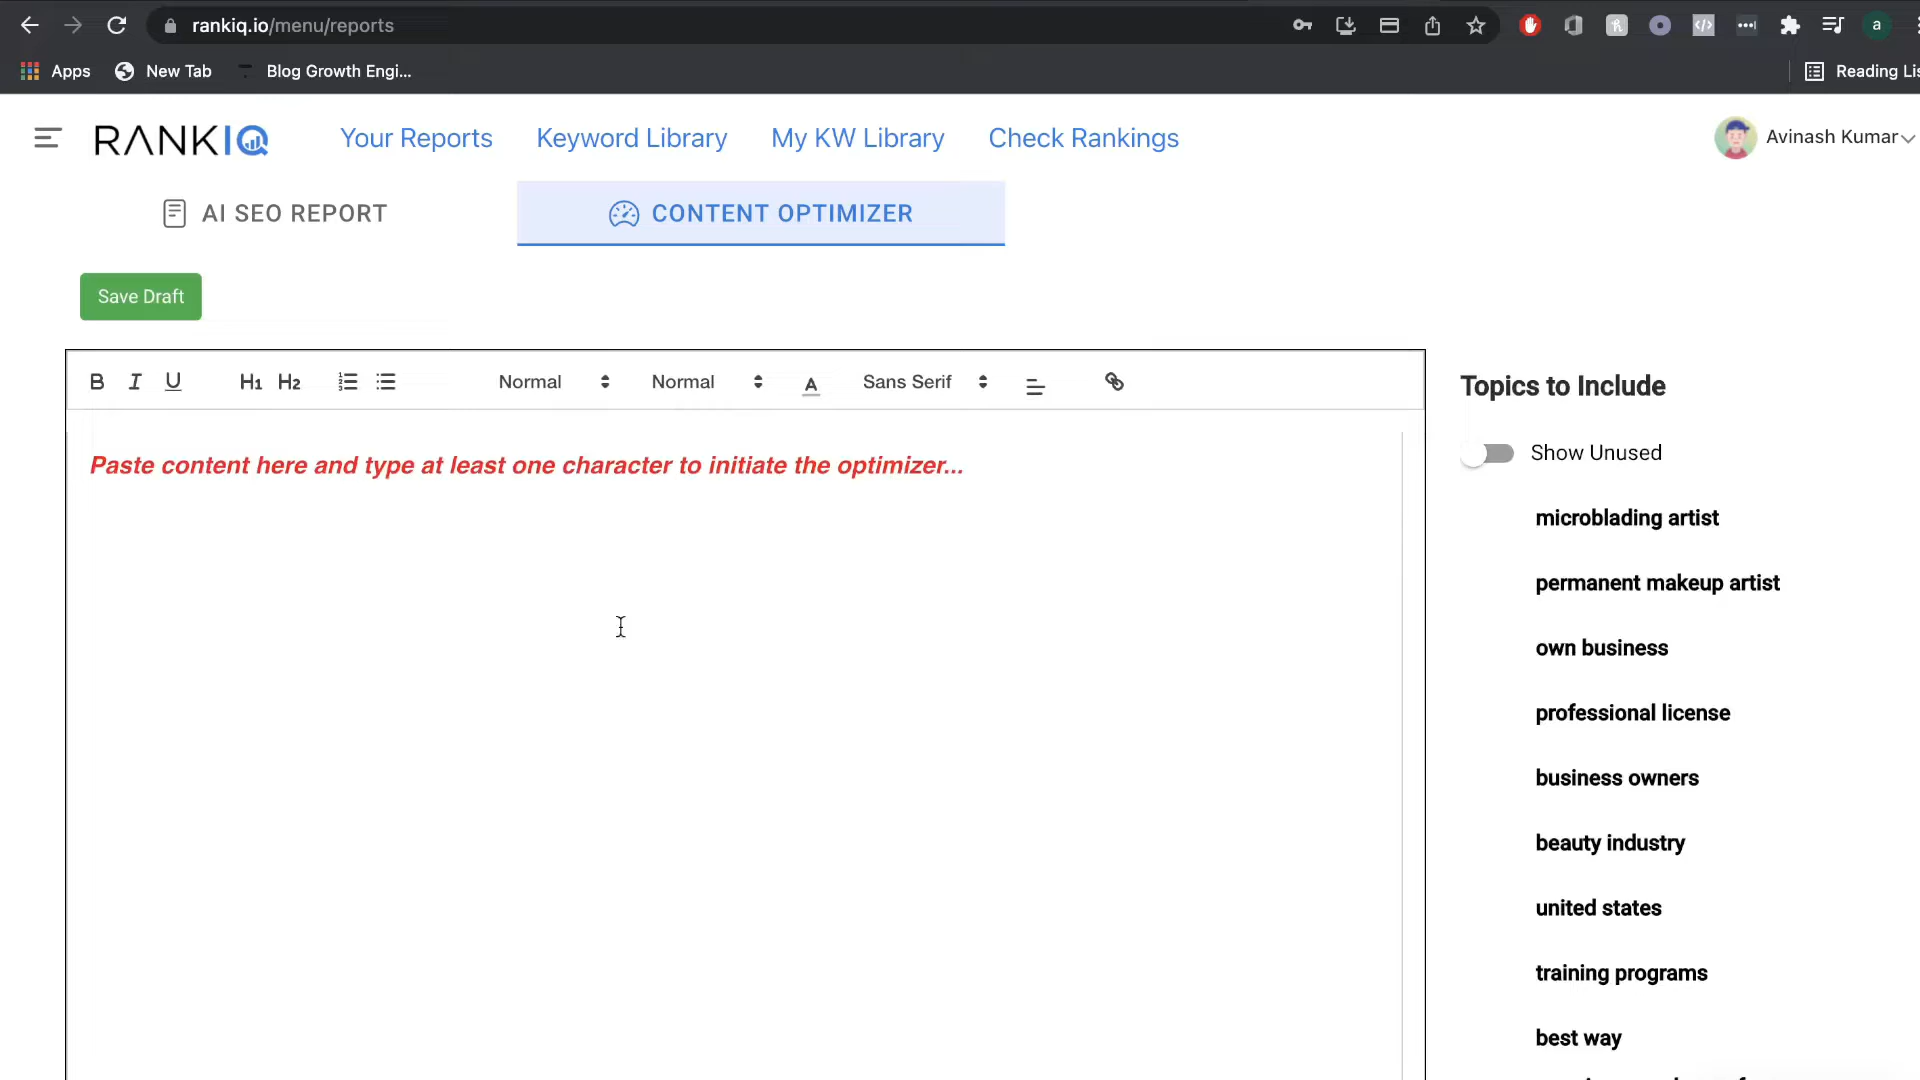 rankiq.io/menu/reports
a
Apps
New Tab
Blog Growth Engi...
Reading Lis
RANKIQ
Your Reports
Keyword Library
My KW Library
Check Rankings
Avinash Kumar
AI SEO REPORT
CONTENT OPTIMIZER
Save Draft
B I U H1 H2 Normal Normal A Sans Serif
Paste content here and type at least one character to initiate the optimizer...
Topics to Include
Show Unused
microblading artist
permanent makeup artist
own business
professional license
business owners
beauty industry
united states
training programs
best way